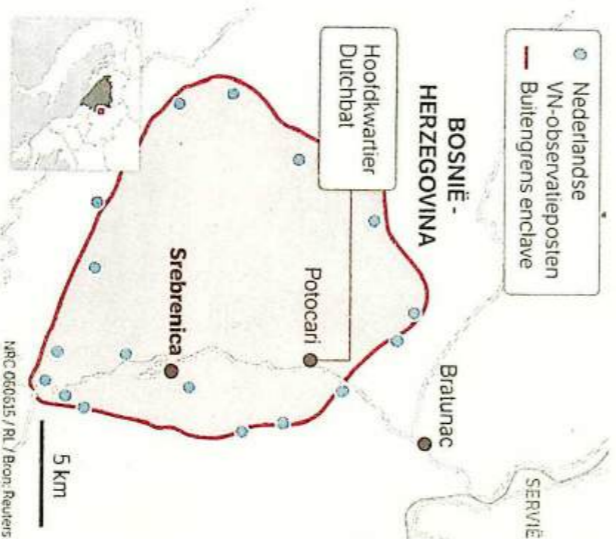 Nederlandse
VN-observatieposten
Buitengrens enclave
BOSNIË -
HERZEGOVINA
Hoofdkwartier
Dutchbat
Potocari
Bratunac
SERVIË
Srebrenica
5 km
NRC 060615 / RL / Bron: Reuters